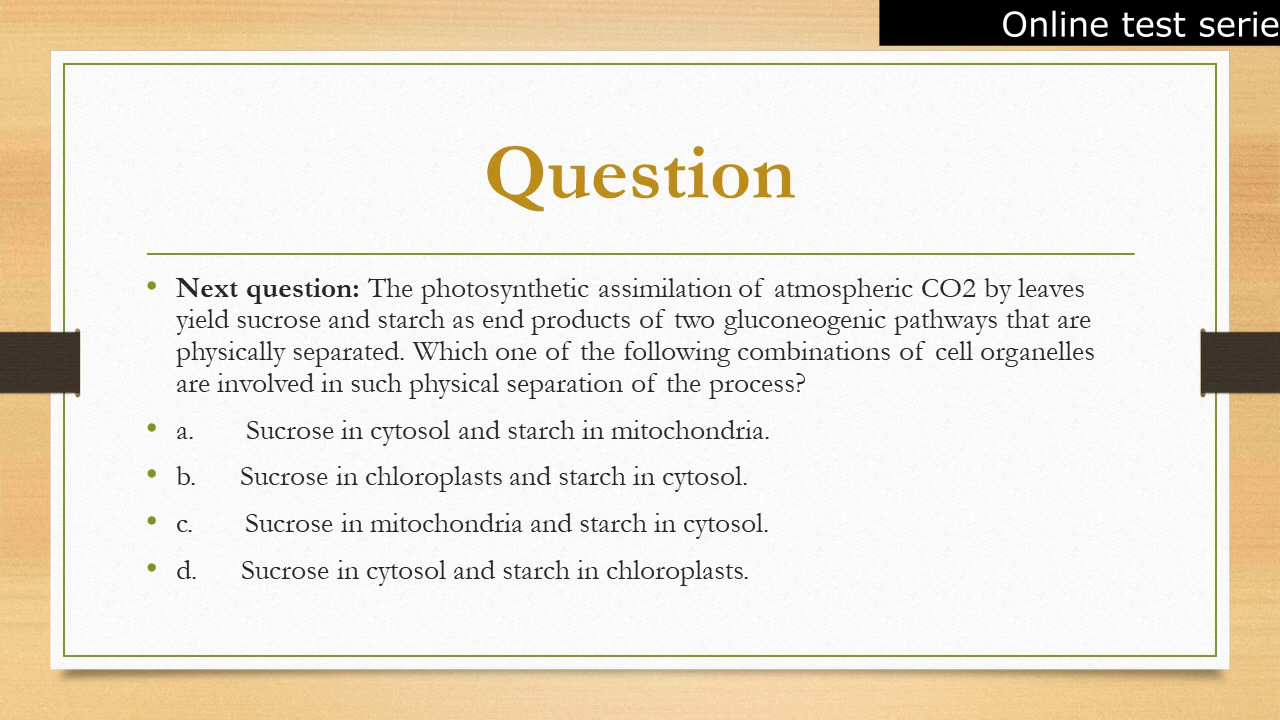 Online test serie
Question
• Next question: The photosynthetic assimilation of atmospheric CO2 by leaves
yield sucrose and starch as end products of two gluconeogenic pathways that are
physically separated. Which one of the following combinations of cell organelles
are involved in such physical separation of the process?
• a. Sucrose in cytosol and starch in mitochondria.
• b. Sucrose in chloroplasts and starch in cytosol.
• c. Sucrose in mitochondria and starch in cytosol.
• d. Sucrose in cytosol and starch in chloroplasts.